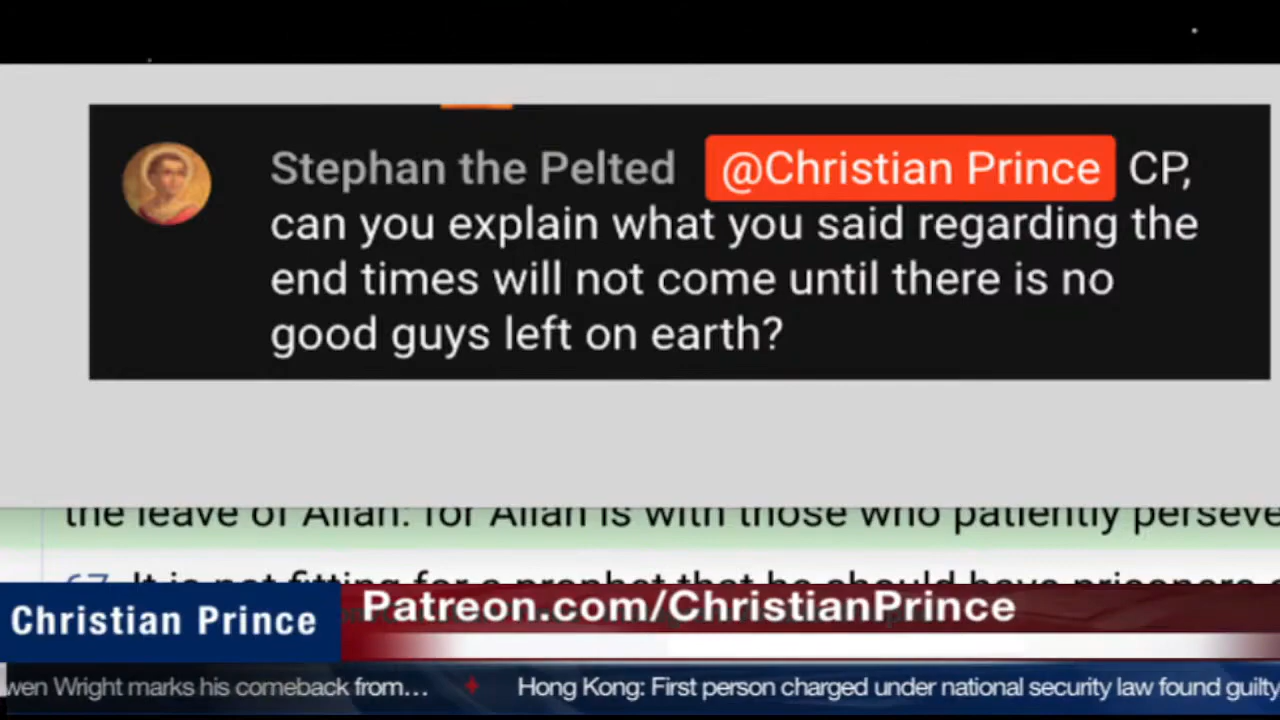 Stephan the Pelted @Christian Prince CP,
can you explain what you said regarding the
end times will not come until there is no
good guys left on earth?
the leave of Allah: for Allah is with those who patiently perseve
67. It is not fitting for a prophet that he should have prisoners
Christian Prince
Patreon.com/ChristianPrince
wen Wright marks his comeback from... Hong Kong: First person charged under national security law found guilty